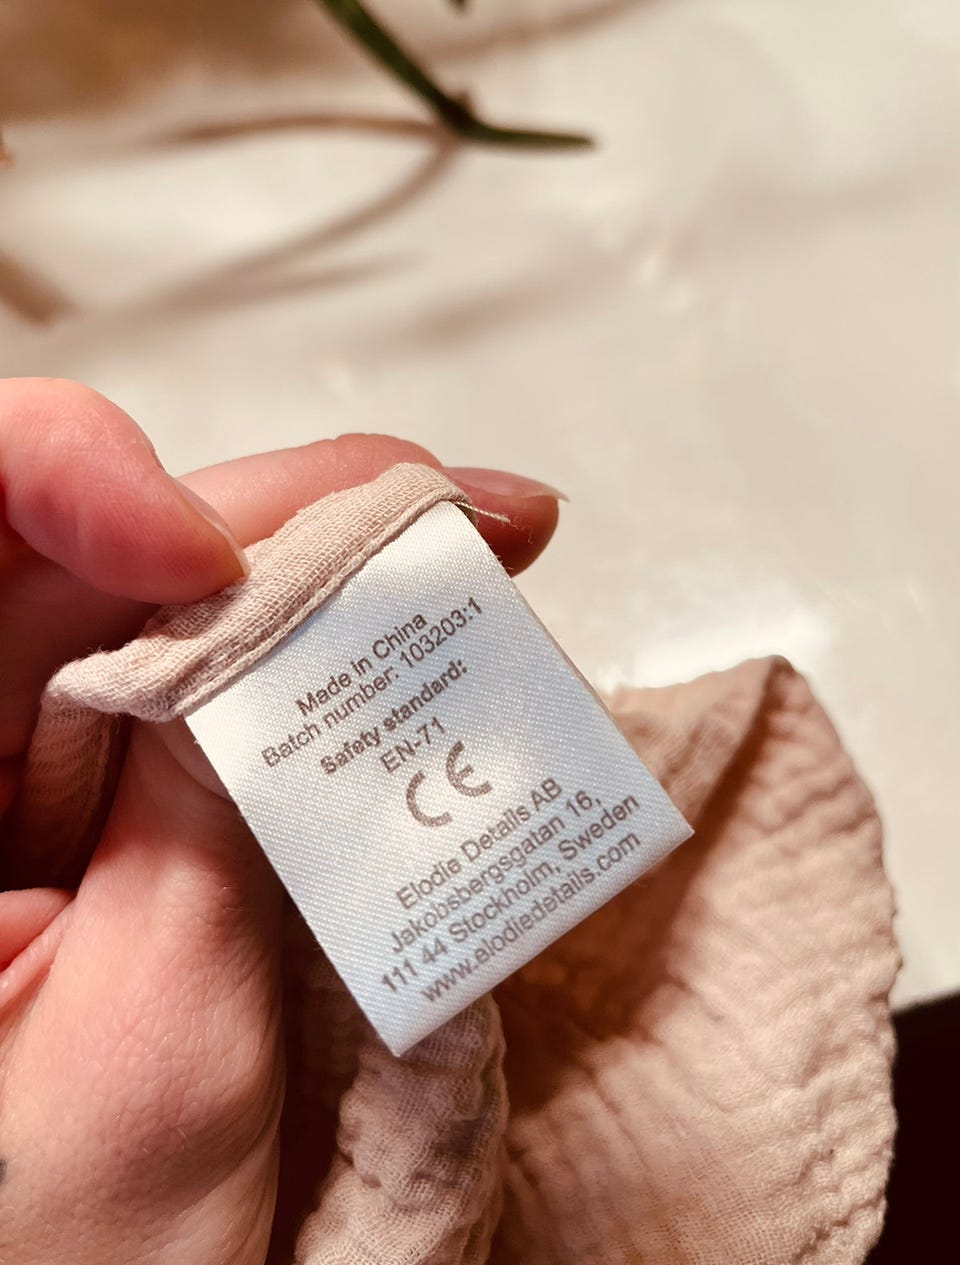 Made in China
Batch number: 103203:1
Safety standard:
EN-71
CE
Elodie Details AB
Jakobsbergsgatan 16,
111 44 Stockholm, Sweden
www.elodiedetails.com